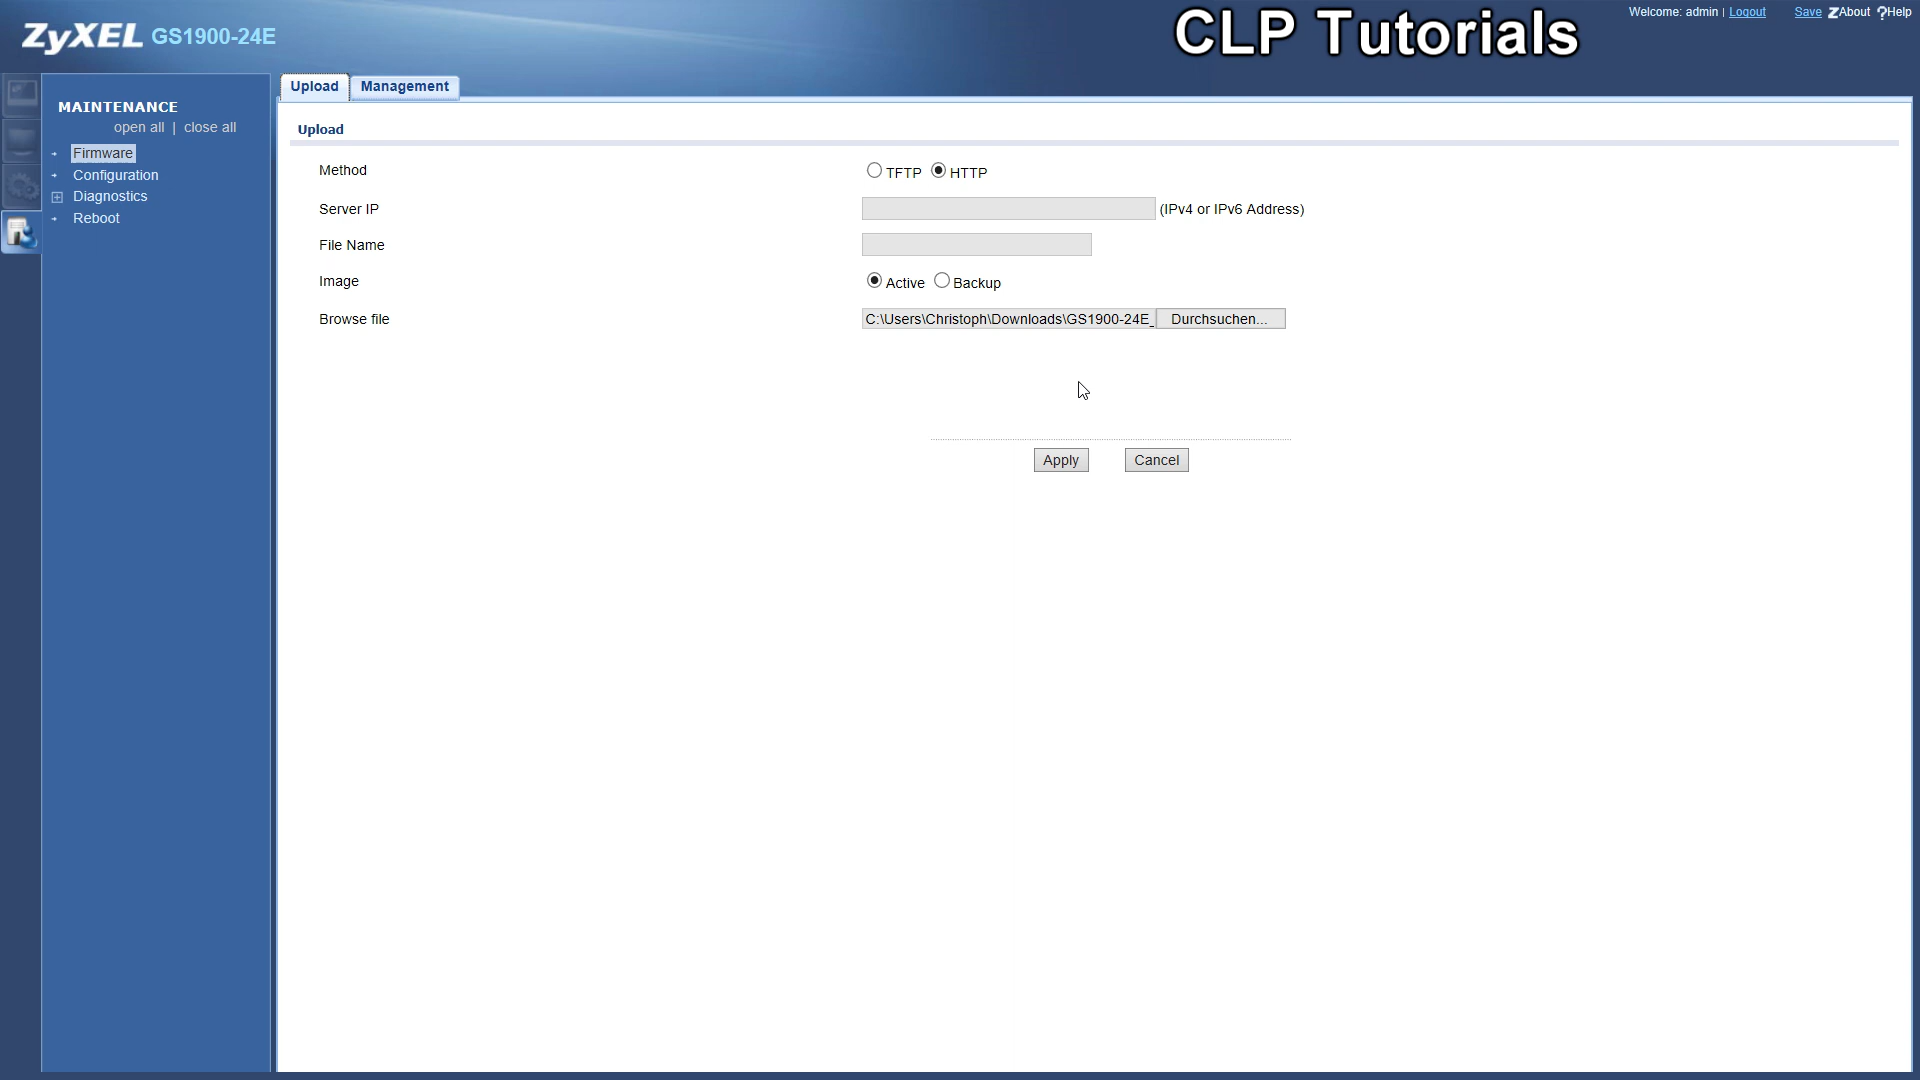 ZyXEL GS1900-24E
CLP Tutorials
Welcome: admin | Logout Save ZAbout ?Help
MAINTENANCE
open all | close all
Firmware
Configuration
Diagnostics
Reboot
Upload Management
Upload
Method TFTP HTTP
Server IP (IPv4 or IPv6 Address)
File Name
Image Active Backup
Browse file C:\Users\Christoph\Downloads\GS1900-24E_ Durchsuchen...
Apply Cancel